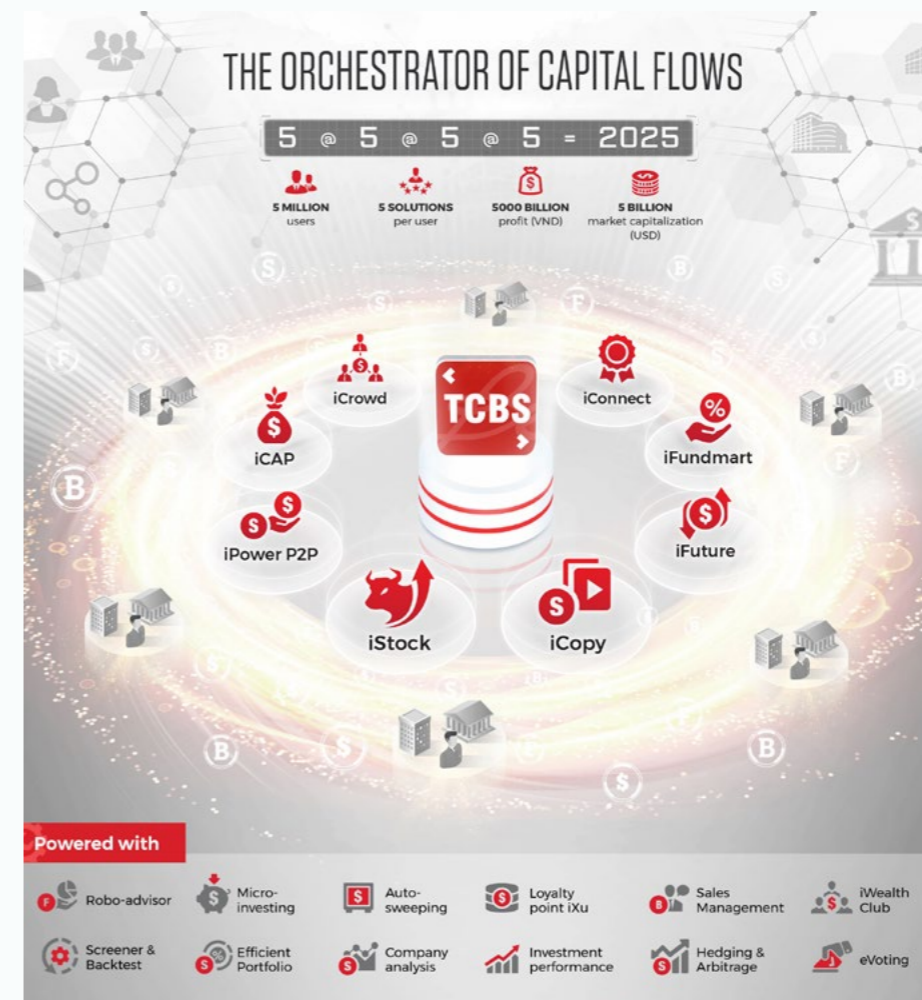 THE ORCHESTRATOR OF CAPITAL FLOWS
5 @ 5 @ 5 @ 5 = 2025
5 MILLION
users
5 SOLUTIONS
per user
5000 BILLION
profit (VND)
5 BILLION
market capitalization
(USD)
TCBS
iCrowd
iConnect
iCAP
iFundmart
iPower P2P
iFuture
iStock
iCopy
Powered with
Robo-advisor
Micro-
investing
Auto-
sweeping
Loyalty
point iXu
Sales
Management
iWealth
Club
Screener &
Backtest
Efficient
Portfolio
Company
analysis
Investment
performance
Hedging &
Arbitrage
eVoting